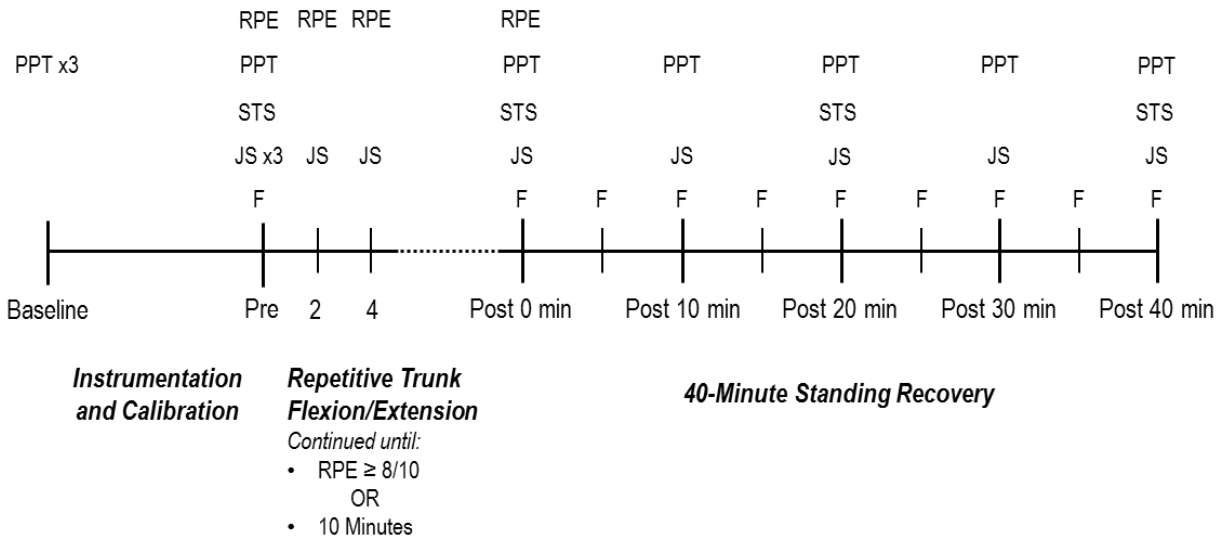 RPE RPE RPE RPE
PPT x3 PPT PPT PPT PPT PPT PPT
STS STS STS STS
JS x3 JS JS JS JS JS JS JS
F F F F F F F F F F
Baseline Pre 2 4 Post 0 min Post 10 min Post 20 min Post 30 min Post 40 min
Instrumentation
and Calibration
Repetitive Trunk
Flexion/Extension
Continued until:
• RPE ≥ 8/10
OR
• 10 Minutes
40-Minute Standing Recovery